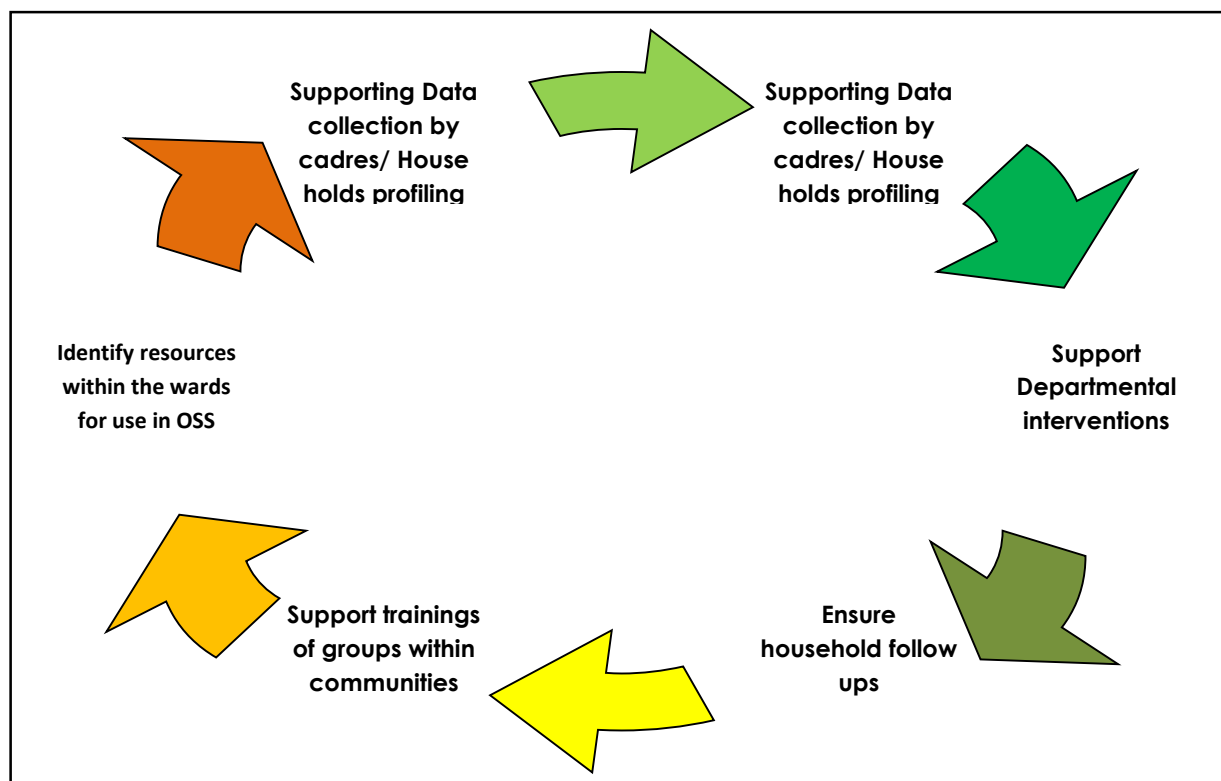 Supporting Data
collection by
cadres/ House
holds profiling
Supporting Data
collection by
cadres/ House
holds profiling
Support
Departmental
interventions
Ensure
household follow
ups
Support trainings
of groups within
communities
Identify resources
within the wards
for use in OSS